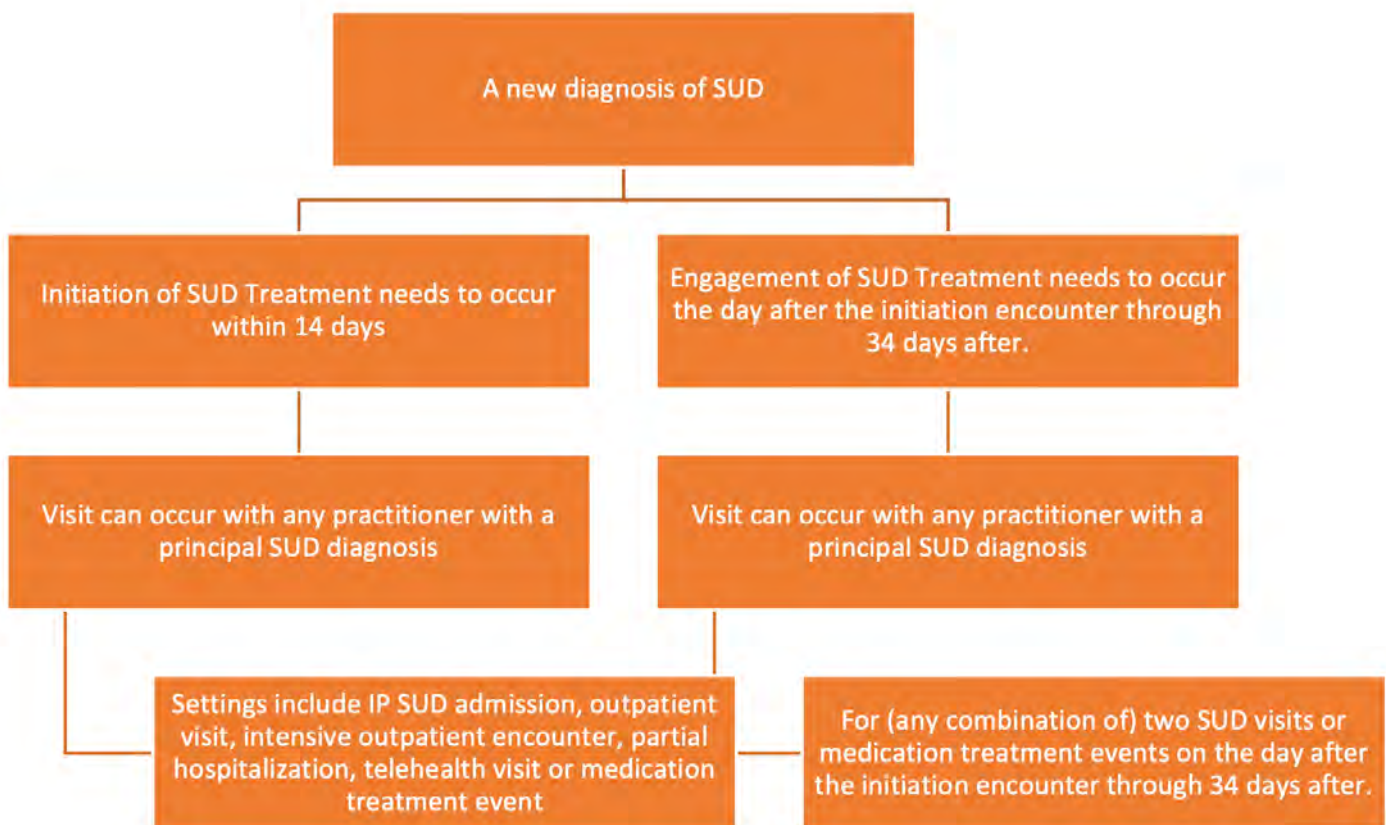 A new diagnosis of SUD
Initiation of SUD Treatment needs to occur
within 14 days
Engagement of SUD Treatment needs to occur
the day after the initiation encounter through
34 days after.
Visit can occur with any practitioner with a
principal SUD diagnosis
Visit can occur with any practitioner with a
principal SUD diagnosis
Settings include IP SUD admission, outpatient
visit, intensive outpatient encounter, partial
hospitalization, telehealth visit or medication
treatment event
For (any combination of) two SUD visits or
medication treatment events on the day after
the initiation encounter through 34 days after.